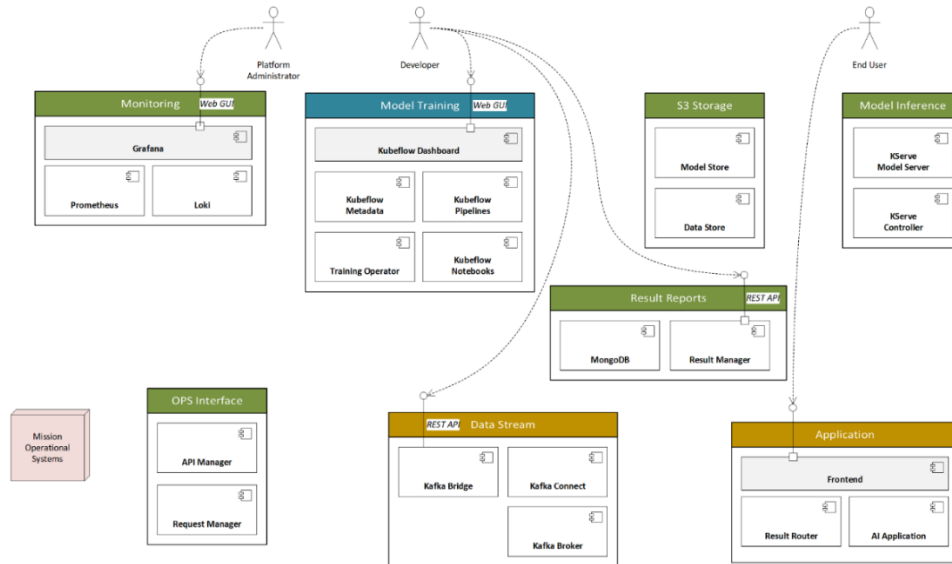 Platform
Administrator
Developer
End User
Monitoring
Web GUI
Grafana
Prometheus
Loki
Model Training
Web GUI
Kubeflow Dashboard
Kubeflow
Metadata
Kubeflow
Pipelines
Training Operator
Kubeflow
Notebooks
S3 Storage
Model Store
Data Store
Model Inference
KServe
Model Server
KServe
Controller
Result Reports
REST API
MongoDB
Result Manager
Mission
Operational
Systems
OPS Interface
API Manager
Request Manager
REST API
Data Stream
Kafka Bridge
Kafka Connect
Kafka Broker
Application
Frontend
Result Router
AI Application